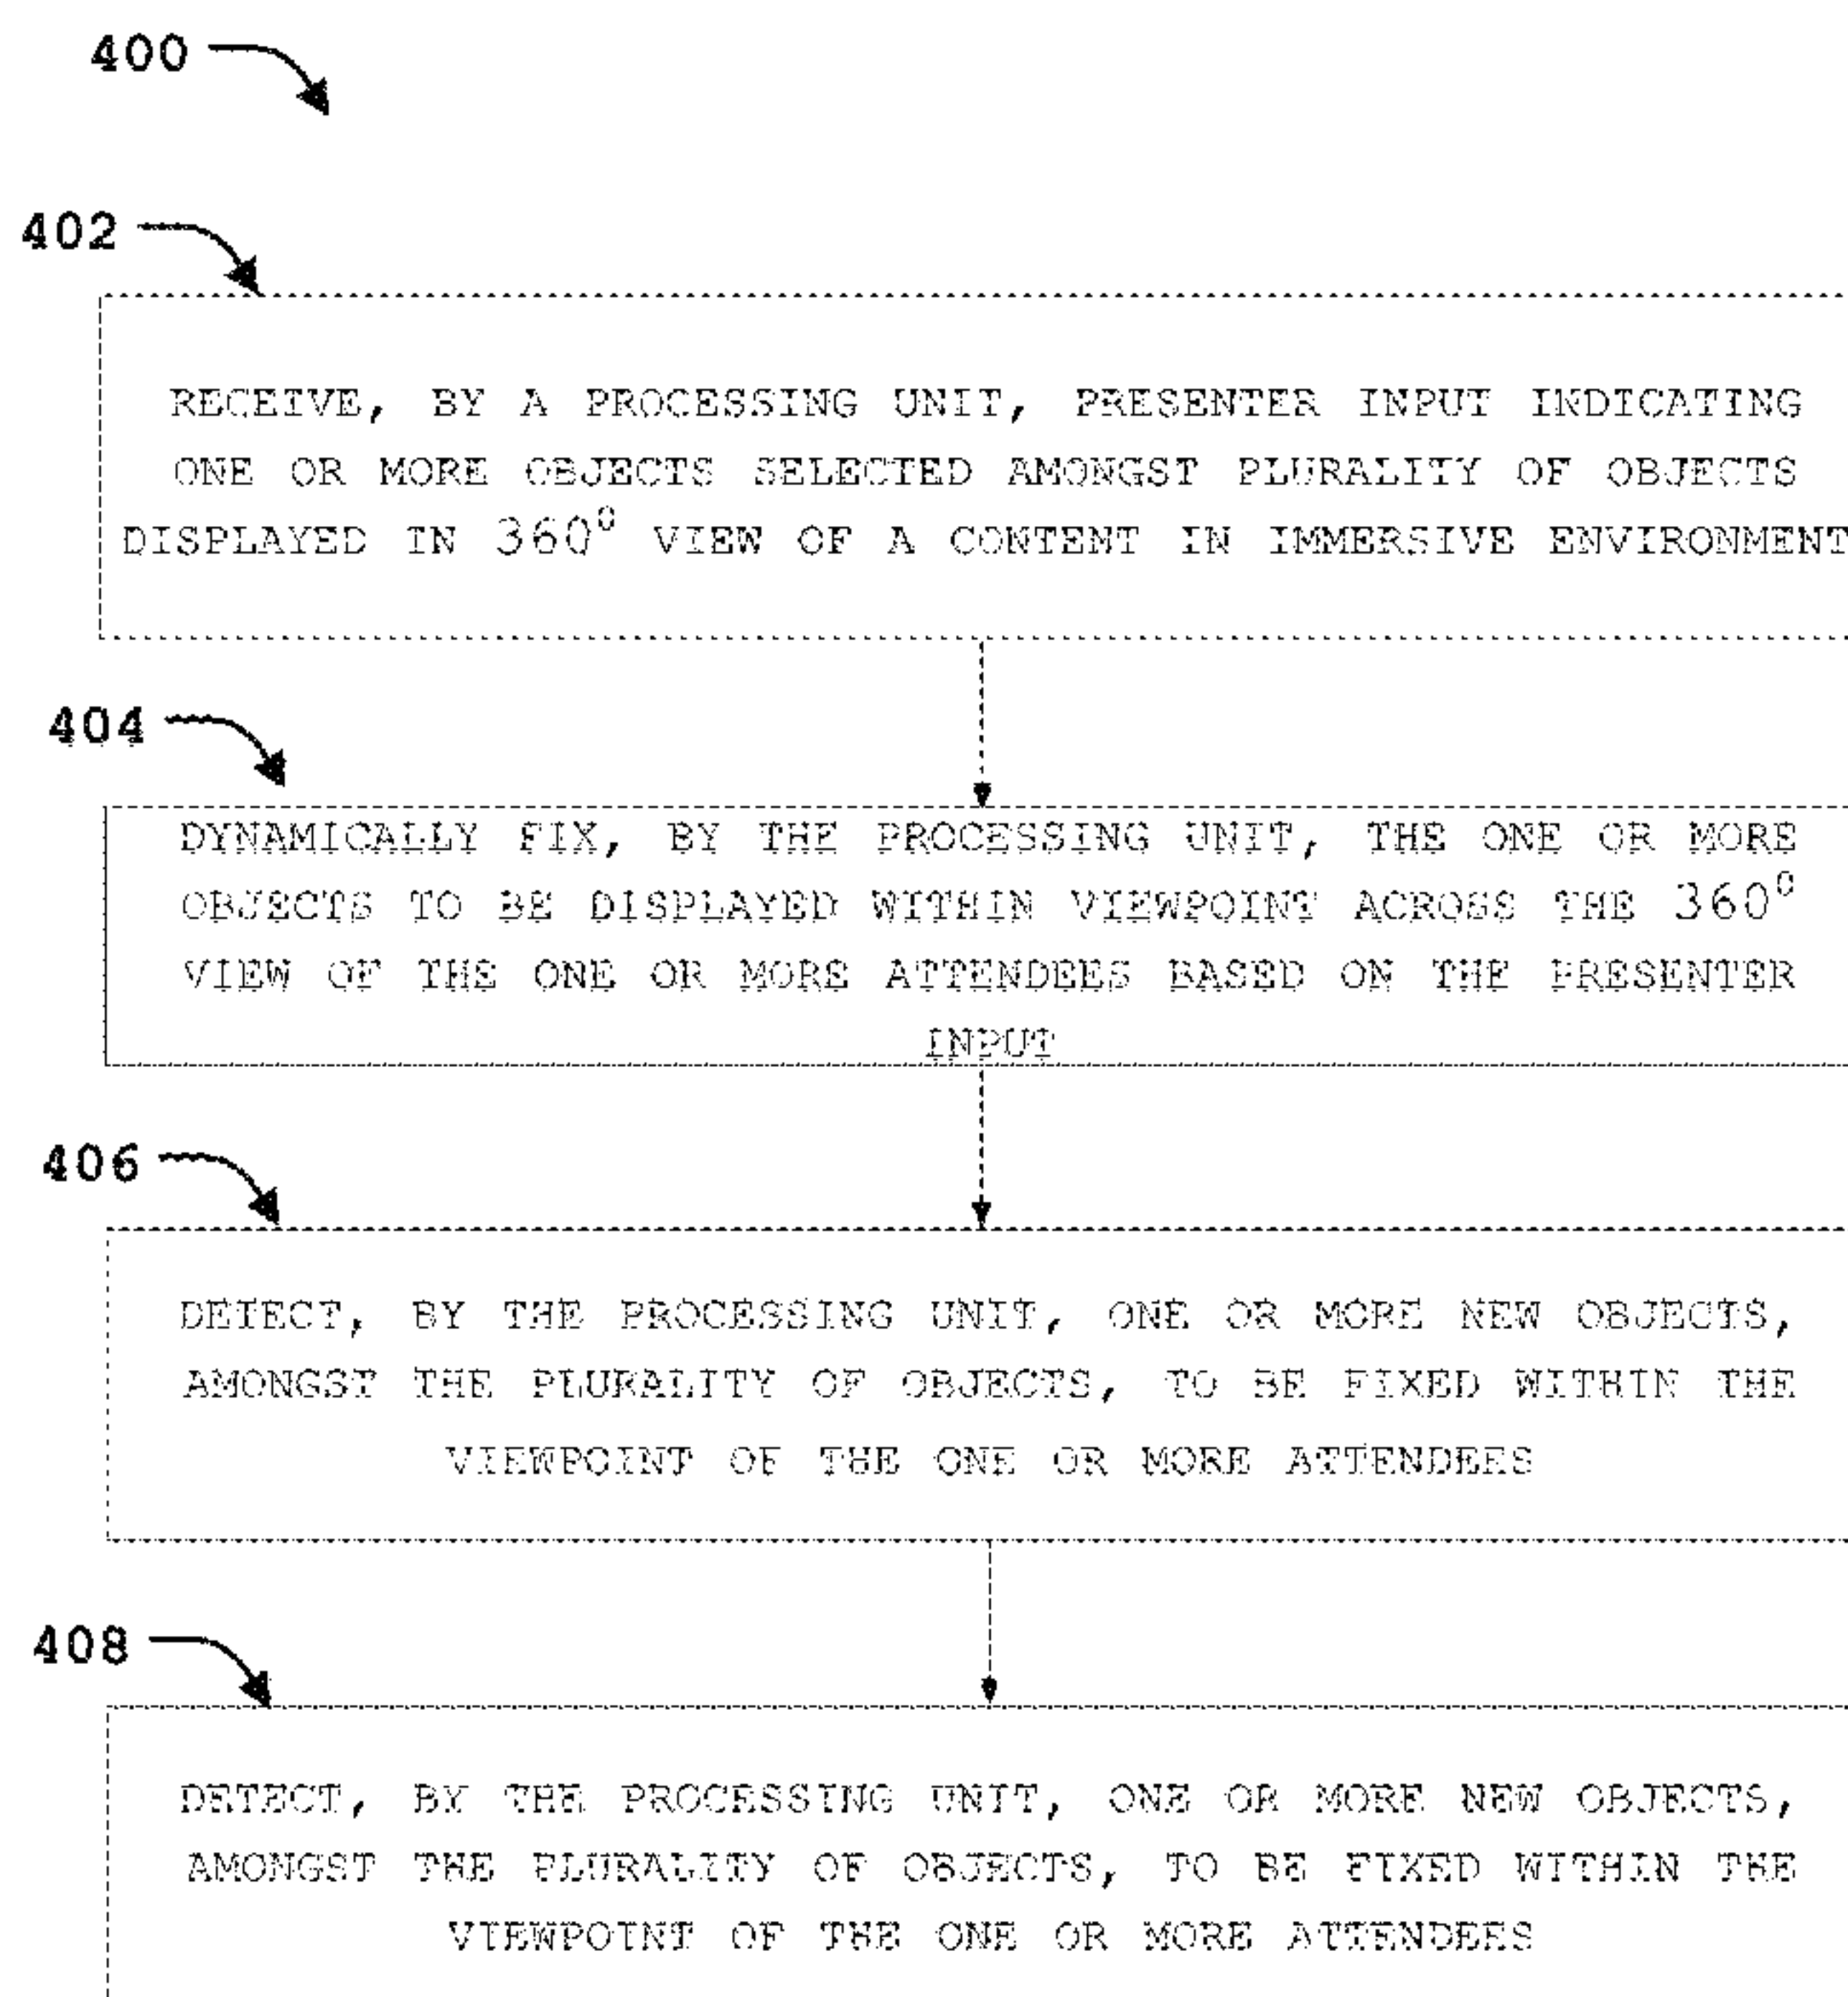 400
402
RECEIVE, BY A PROCESSING UNIT, PRESENTER INPUT INDICATING
ONE OR MORE OBJECTS SELECTED AMONGST PLURALITY OF OBJECTS
DISPLAYED IN 360⁰ VIEW OF A CONTENT IN IMMERSIVE ENVIRONMENT
404
DYNAMICALLY FIX, BY THE PROCESSING UNIT, THE ONE OR MORE
OBJECTS TO BE DISPLAYED WITHIN VIEWPOINT ACROSS THE 360⁰
VIEW OF THE ONE OR MORE ATTENDEES BASED ON THE PRESENTER
INPUT
406
DETECT, BY THE PROCESSING UNIT, ONE OR MORE NEW OBJECTS,
AMONGST THE PLURALITY OF OBJECTS, TO BE FIXED WITHIN THE
VIEWPOINT OF THE ONE OR MORE ATTENDEES
408
DETECT, BY THE PROCESSING UNIT, ONE OR MORE NEW OBJECTS,
AMONGST THE PLURALITY OF OBJECTS, TO BE FIXED WITHIN THE
VIEWPOINT OF THE ONE OR MORE ATTENDEES